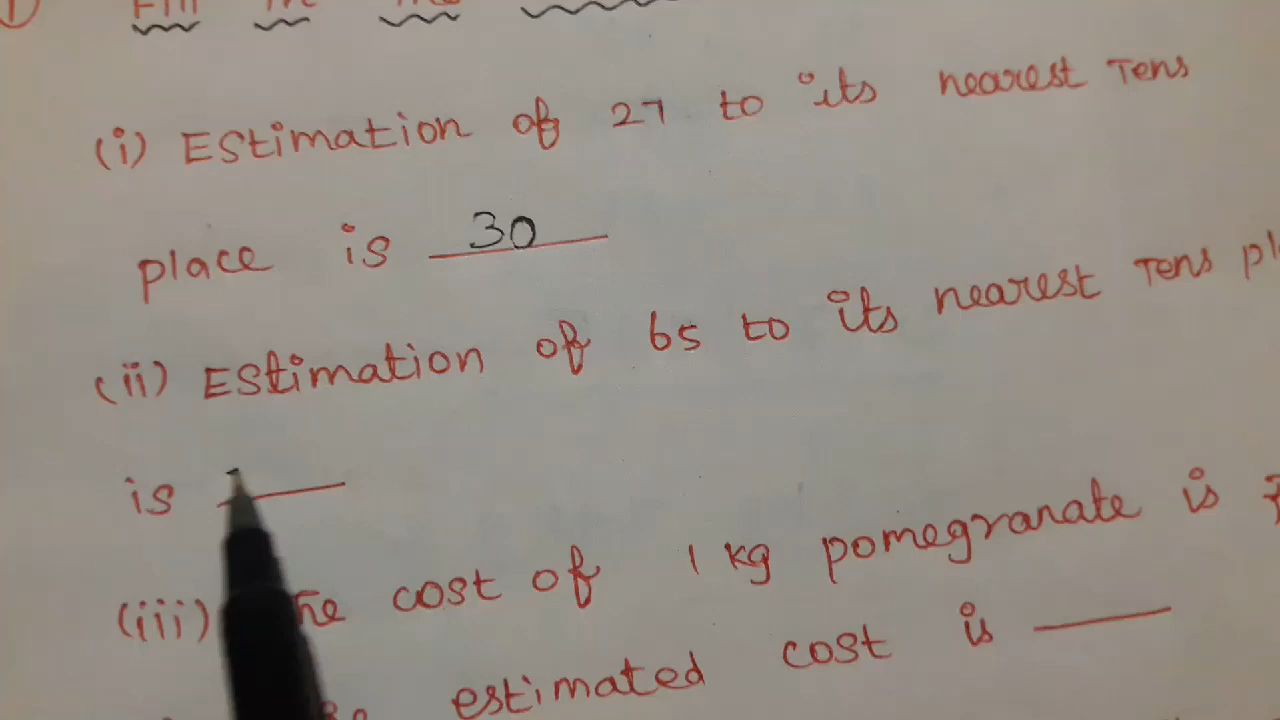 (i) Estimation of 27 to its nearest Tens
place is 30
(ii) Estimation of 65 to its nearest Tens
is
(iii) cost of 1 kg pomegranate is
estimated cost is